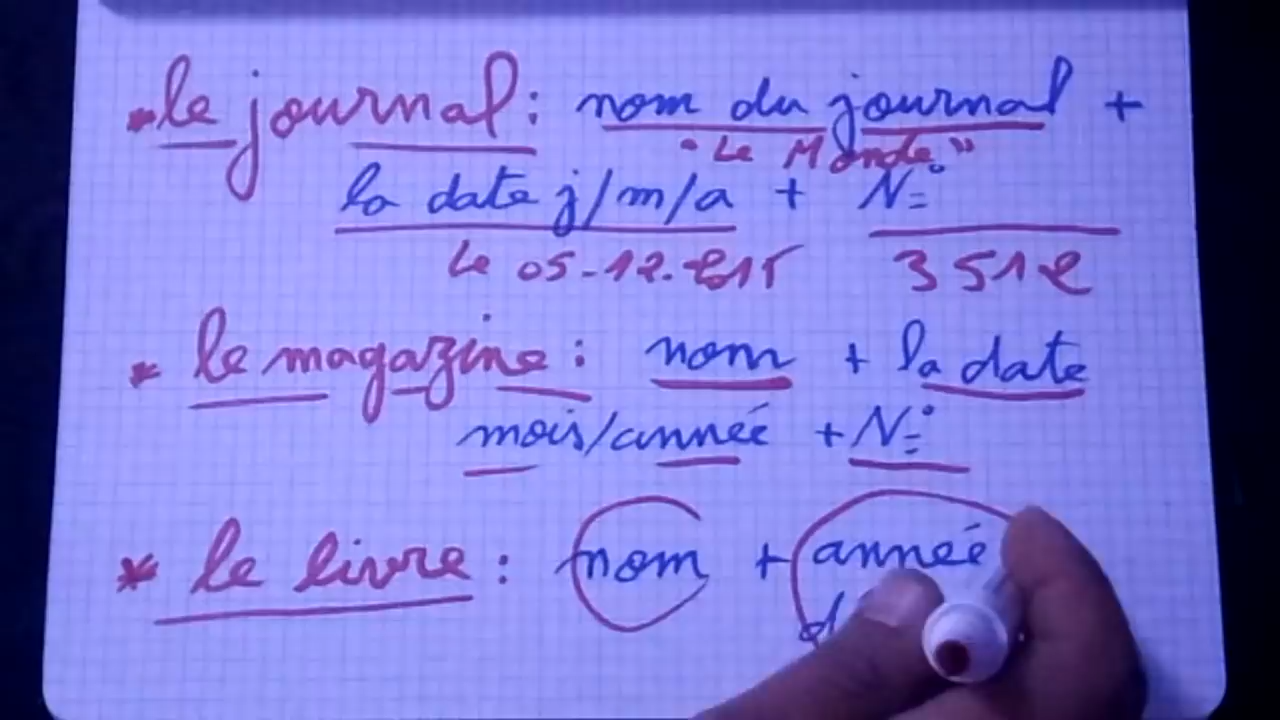 * le journal : nom du journal +
"Le Monde"
la date j/m/a + N°
Le 05-12-2015 3512
* le magazine : nom + la date
mois/année + N°
* le livre : nom + année